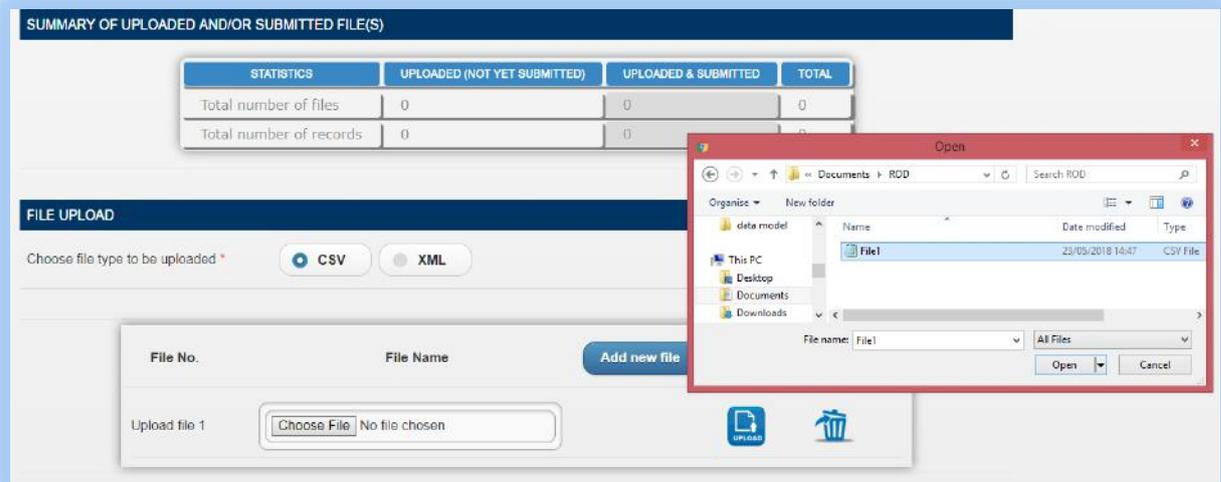 SUMMARY OF UPLOADED AND/OR SUBMITTED FILE(S)
STATISTICS UPLOADED (NOT YET SUBMITTED) UPLOADED & SUBMITTED TOTAL
Total number of files 0 0 0
Total number of records 0 0
Open
« Documents ROD
Search ROD
Organise New folder
data model
This PC
Desktop
Documents
Downloads
Name Date modified Type
File1 23/05/2018 14:47 CSV File
File name: File1 All Files
Open Cancel
FILE UPLOAD
Choose file type to be uploaded * CSV XML
File No. File Name Add new file
Upload file 1 Choose File No file chosen UPLOAD